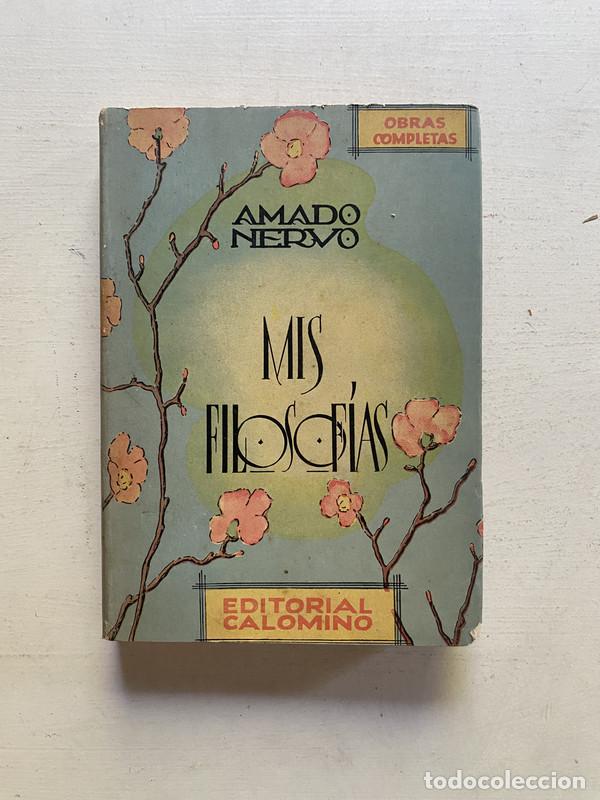 OBRAS
COMPLETAS
AMADO
NERVO
MIS
FILOSOFÍAS
EDITORIAL
CALOMINO
todocoleccion